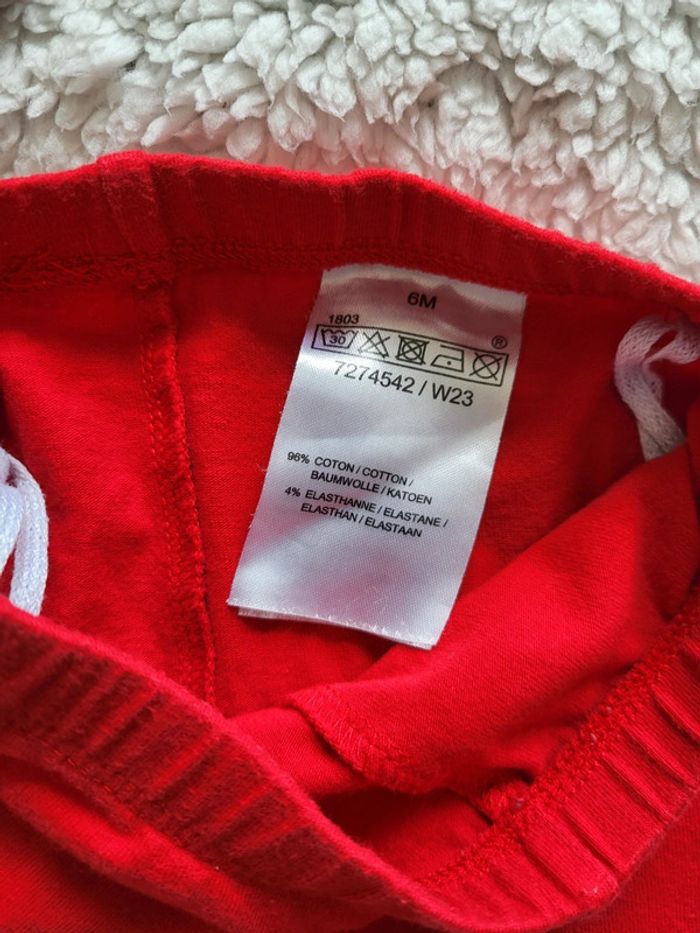 6M
1803
30
®
7274542 / W23
96% COTON / COTTON /
BAUMWOLLE / KATOEN
4% ELASTHANNE / ELASTANE /
ELASTHAN / ELASTAAN